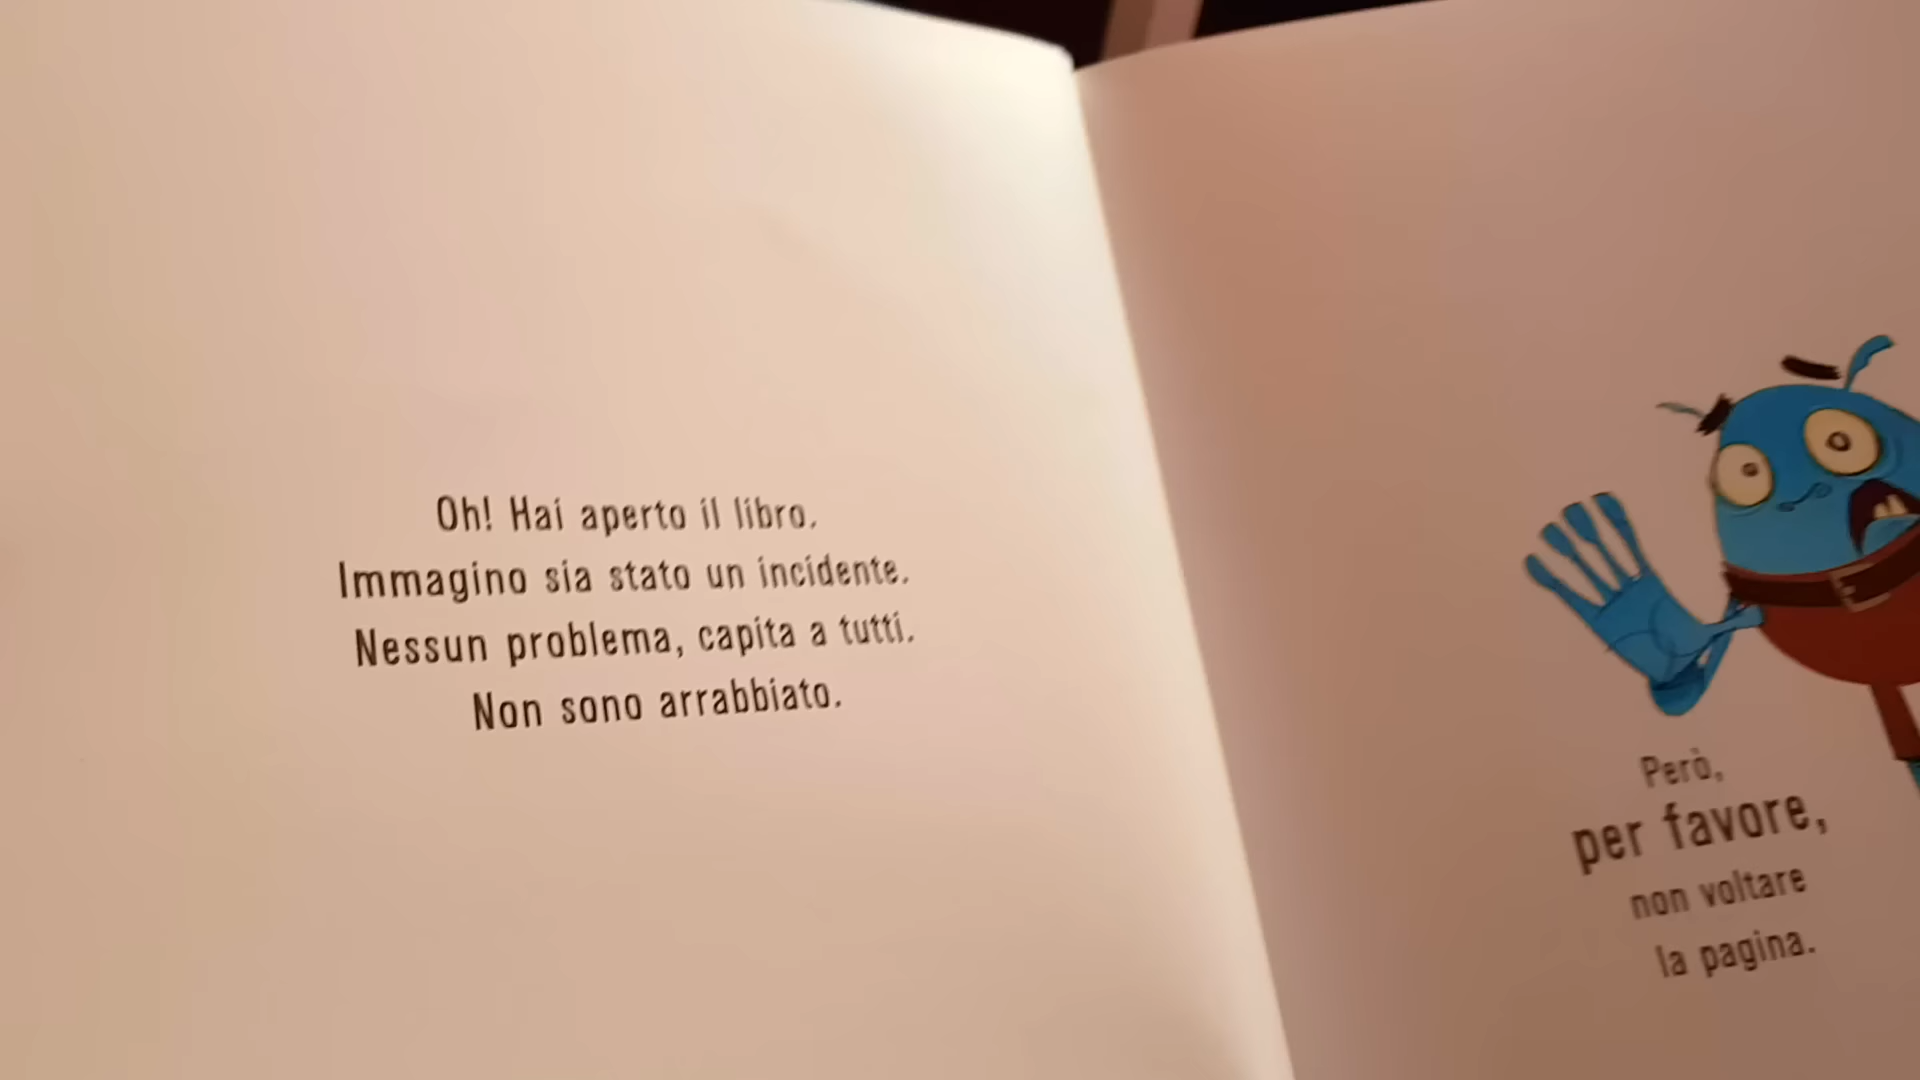 Oh! Hai aperto il libro.
Immagino sia stato un incidente.
Nessun problema, capita a tutti.
Non sono arrabbiato.
Però,
per favore,
non voltare
la pagina.